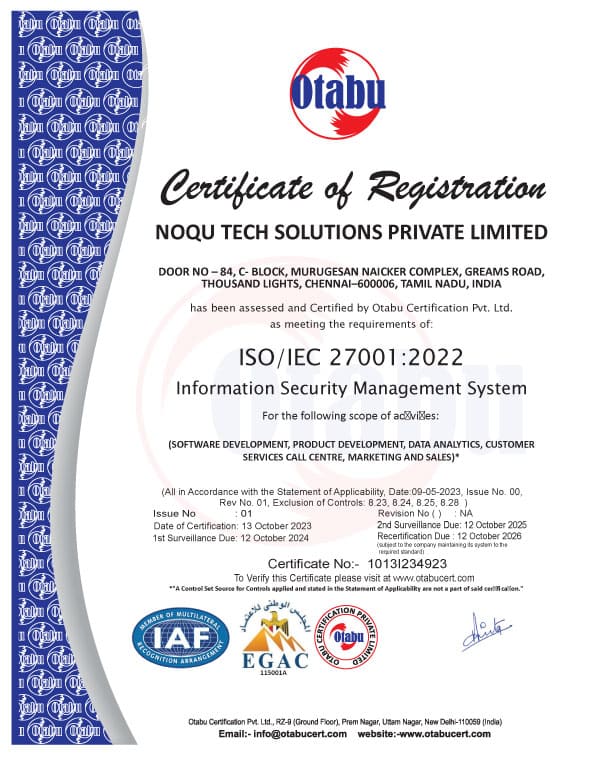 Otabu
Certificate of Registration
NOQU TECH SOLUTIONS PRIVATE LIMITED
DOOR NO – 84, C- BLOCK, MURUGESAN NAICKER COMPLEX, GREAMS ROAD,
THOUSAND LIGHTS, CHENNAI–600006, TAMIL NADU, INDIA
has been assessed and Certified by Otabu Certification Pvt. Ltd.
as meeting the requirements of:
ISO/IEC 27001:2022
Information Security Management System
For the following scope of ac☒vi☒es:
(SOFTWARE DEVELOPMENT, PRODUCT DEVELOPMENT, DATA ANALYTICS, CUSTOMER
SERVICES CALL CENTRE, MARKETING AND SALES)*
(All in Accordance with the Statement of Applicability, Date:09-05-2023, Issue No. 00,
Rev No. 01, Exclusion of Controls: 8.23, 8.24, 8.25, 8.28 )
Issue No : 01 Revision No ( ) : NA
Date of Certification: 13 October 2023 2nd Surveillance Due: 12 October 2025
1st Surveillance Due: 12 October 2024 Recertification Due : 12 October 2026
(subject to the company maintaining its system to the
required standard)
Certificate No:- 1013I234923
To Verify this Certificate please visit at www.otabucert.com
*"A Control Set Source for Controls applied and stated in the Statement of Applicability are not a part of said certification."
MEMBER OF MULTILATERAL
IAF
RECOGNITION ARRANGEMENT
المجلس الوطني للاعتماد
EGAC
115001A
OTABU CERTIFICATION PRIVATE LIMITED
Otabu
Otabu Certification Pvt. Ltd., RZ-9 (Ground Floor), Prem Nagar, Uttam Nagar, New Delhi-110059 (India)
Email:- info@otabucert.com website:-www.otabucert.com